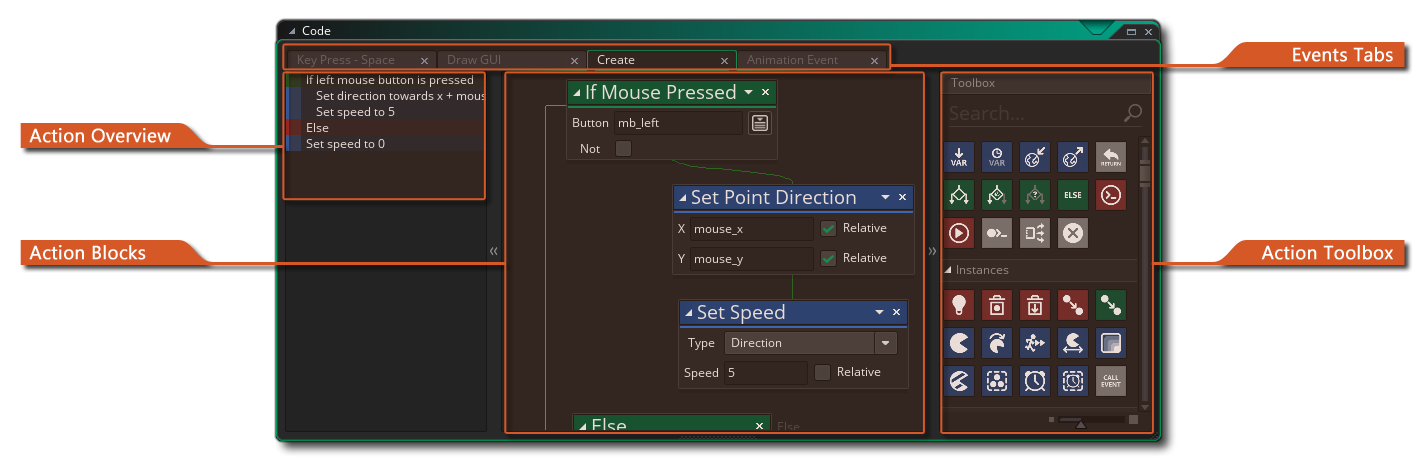 Code
Key Press - Space
Draw GUI
Create
Animation Event
Events Tabs
If left mouse button is pressed
Set direction towards x + mous
Set speed to 5
Else
Set speed to 0
Action Overview
Action Blocks
If Mouse Pressed
Button mb_left
Not
Set Point Direction
X mouse_x Relative
Y mouse_y Relative
Set Speed
Type Direction
Speed 5 Relative
Else Else
Toolbox
Search...
VAR VAR RETURN
ELSE
Instances
CALL
EVENT
Action Toolbox